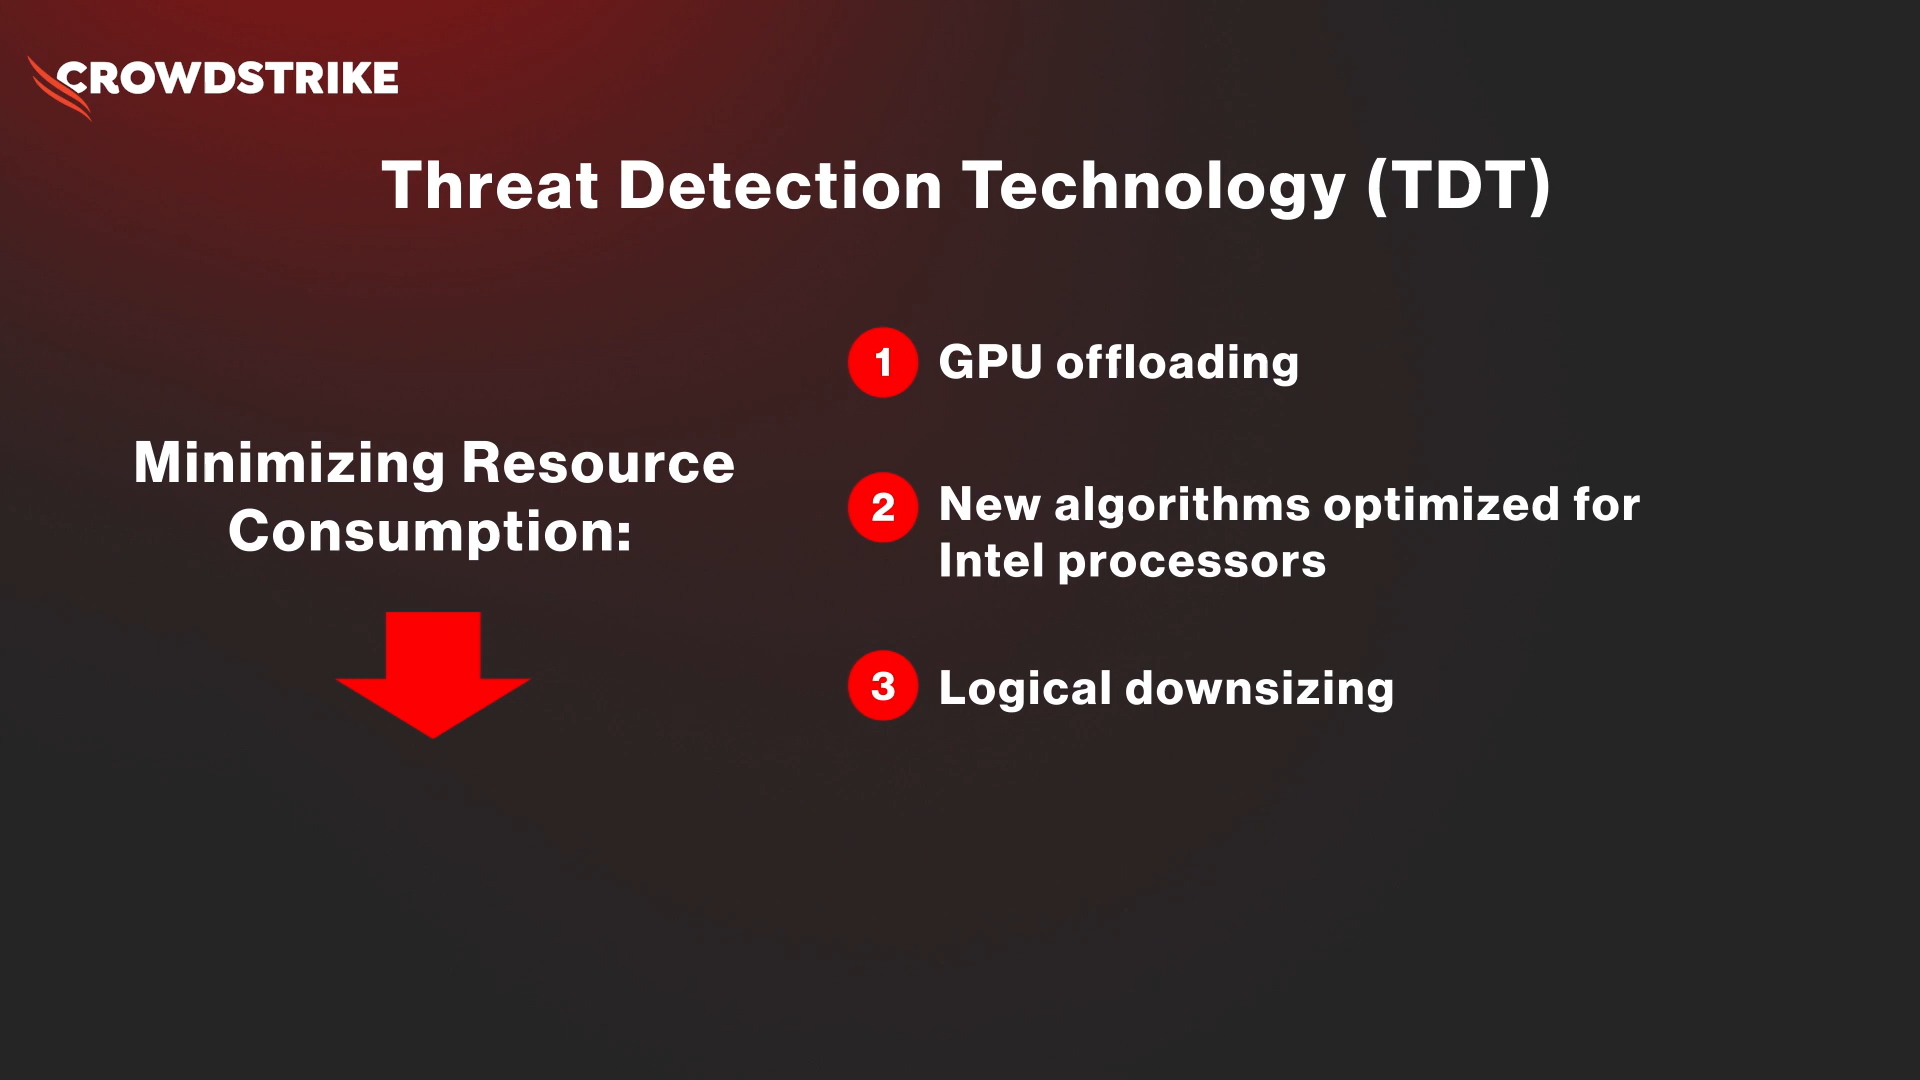 CROWDSTRIKE
Threat Detection Technology (TDT)
Minimizing Resource
Consumption:
1 GPU offloading
2 New algorithms optimized for
Intel processors
3 Logical downsizing